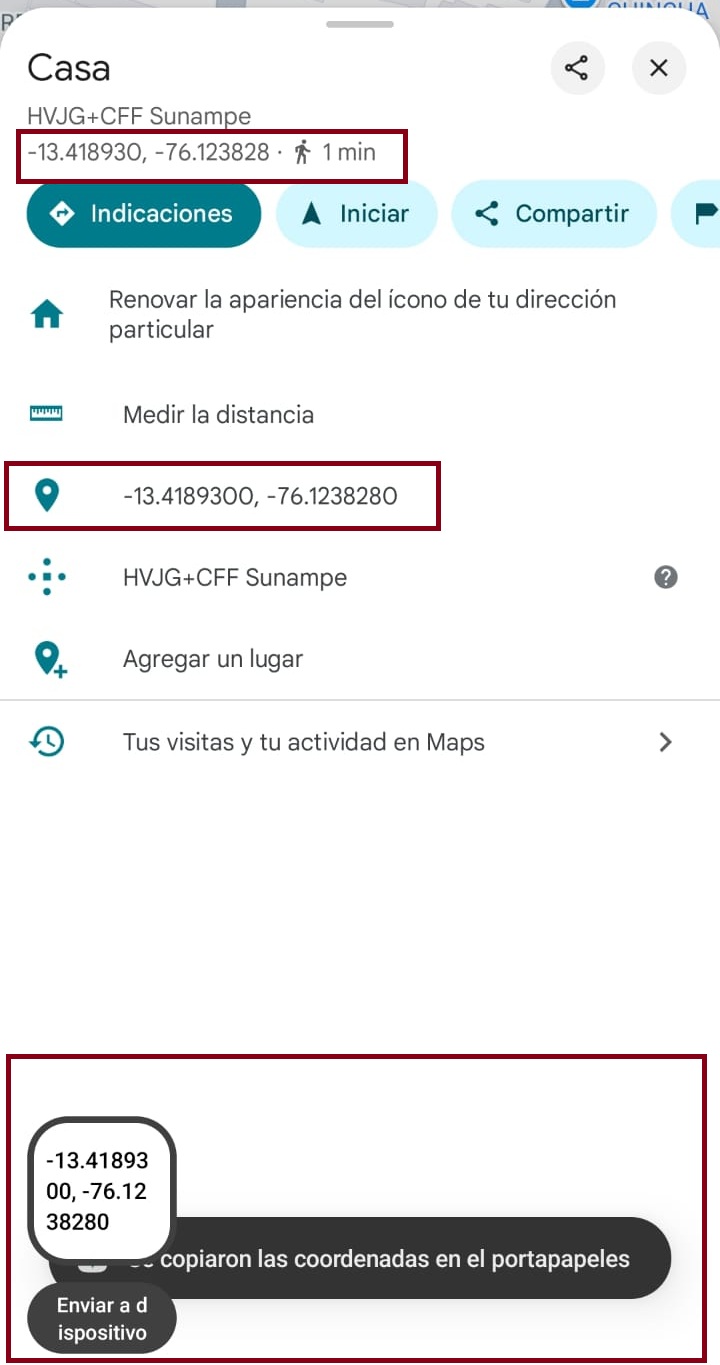 CHINCHA
Casa
HVJG+CFF Sunampe
-13.418930, -76.123828 · 1 min
Indicaciones
Iniciar
Compartir
Renovar la apariencia del ícono de tu dirección
particular
Medir la distancia
-13.4189300, -76.1238280
HVJG+CFF Sunampe
Agregar un lugar
Tus visitas y tu actividad en Maps
-13.41893
00, -76.12
38280
copiaron las coordenadas en el portapapeles
Enviar a d
ispositivo